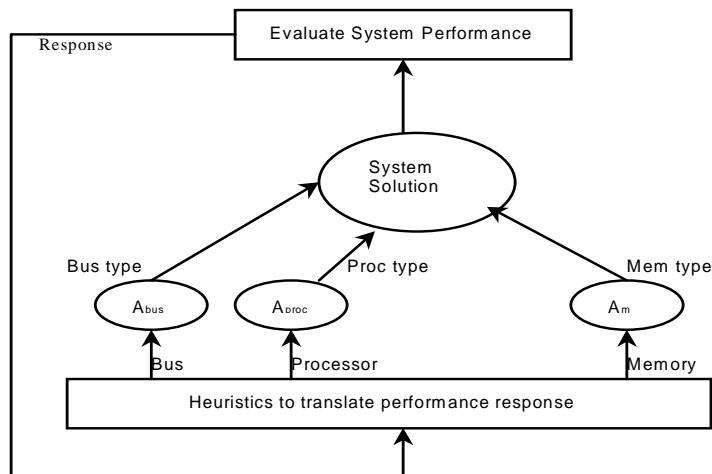 Evaluate System Performance
Response
System
Solution
Bus type
Proc type
Mem type
Abus
Aproc
Am
Bus
Processor
Memory
Heuristics to translate performance response